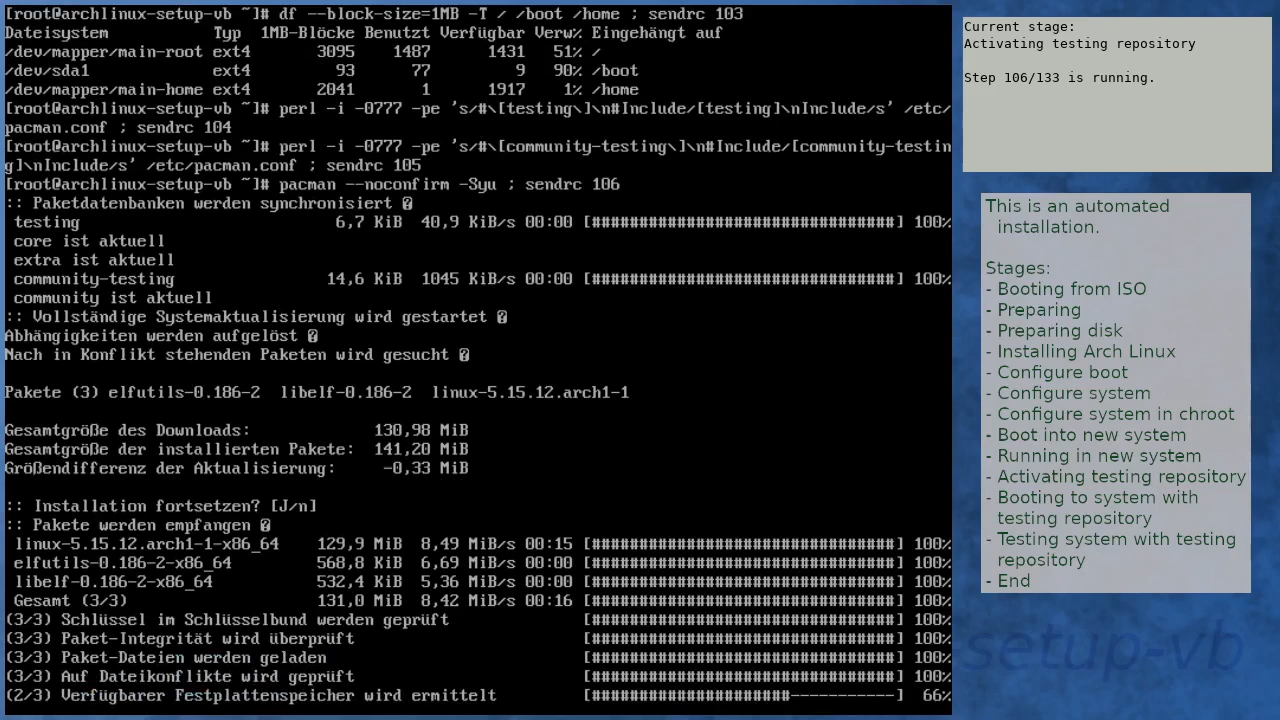 [root@archlinux-setup-vb ~]# df --block-size=1MB -T / /boot /home ; sendrc 103
Dateisystem              Typ  1MB-Blöcke Benutzt Verfügbar Verw% Eingehängt auf
/dev/mapper/main-root ext4       3095    1487      1431  51% /
/dev/sda1             ext4         93      77         9  90% /boot
/dev/mapper/main-home ext4       2041       1      1917   1% /home
[root@archlinux-setup-vb ~]# perl -i -0777 -pe 's/#\[testing\]\n#Include/[testing]\nInclude/s' /etc/
pacman.conf ; sendrc 104
[root@archlinux-setup-vb ~]# perl -i -0777 -pe 's/#\[community-testing\]\n#Include/[community-testin
g]\nInclude/s' /etc/pacman.conf ; sendrc 105
[root@archlinux-setup-vb ~]# pacman --noconfirm -Syu ; sendrc 106
:: Paketdatenbanken werden synchronisiert �
 testing                           6,7 KiB  40,9 KiB/s 00:00 [################################] 100%
 core ist aktuell
 extra ist aktuell
 community-testing                14,6 KiB  1045 KiB/s 00:00 [################################] 100%
 community ist aktuell
:: Vollständige Systemaktualisierung wird gestartet �
Abhängigkeiten werden aufgelöst �
Nach in Konflikt stehenden Paketen wird gesucht �
Pakete (3) elfutils-0.186-2  libelf-0.186-2  linux-5.15.12.arch1-1
Gesamtgröße des Downloads:             130,98 MiB
Gesamtgröße der installierten Pakete:  141,20 MiB
Größendifferenz der Aktualisierung:     -0,33 MiB
:: Installation fortsetzen? [J/n]
:: Pakete werden empfangen �
 linux-5.15.12.arch1-1-x86_64    129,9 MiB  8,49 MiB/s 00:15 [################################] 100%
 elfutils-0.186-2-x86_64         568,8 KiB  6,69 MiB/s 00:00 [################################] 100%
 libelf-0.186-2-x86_64           532,4 KiB  5,36 MiB/s 00:00 [################################] 100%
 Gesamt (3/3)                    131,0 MiB  8,42 MiB/s 00:16 [################################] 100%
(3/3) Schlüssel im Schlüsselbund werden geprüft              [################################] 100%
(3/3) Paket-Integrität wird überprüft                        [################################] 100%
(3/3) Paket-Dateien werden geladen                           [################################] 100%
(3/3) Auf Dateikonflikte wird geprüft                        [################################] 100%
(2/3) Verfügbarer Festplattenspeicher wird ermittelt         [#####################-----------]  66%
Current stage:
Activating testing repository
Step 106/133 is running.
This is an automated
installation.
Stages:
- Booting from ISO
- Preparing
- Preparing disk
- Installing Arch Linux
- Configure boot
- Configure system
- Configure system in chroot
- Boot into new system
- Running in new system
- Activating testing repository
- Booting to system with
testing repository
- Testing system with testing
repository
- End
setup-vb